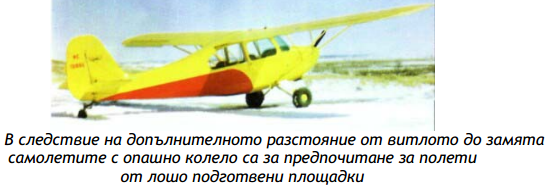 В следствие на допълнителното разстояние от витлото до замята
самолетите с опашно колело са за предпочитане за полети
от лошо подготвени площадки